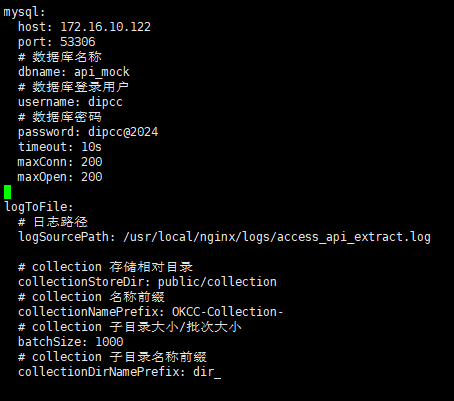 mysql:
  host: 172.16.10.122
  port: 53306
  # 数据库名称
  dbname: api_mock
  # 数据库登录用户
  username: dipcc
  # 数据库密码
  password: dipcc@2024
  timeout: 10s
  maxConn: 200
  maxOpen: 200

logToFile:
  # 日志路径
  logSourcePath: /usr/local/nginx/logs/access_api_extract.log

  # collection 存储相对目录
  collectionStoreDir: public/collection
  # collection 名称前缀
  collectionNamePrefix: OKCC-Collection-
  # collection 子目录大小/批次大小
  batchSize: 1000
  # collection 子目录名称前缀
  collectionDirNamePrefix: dir_